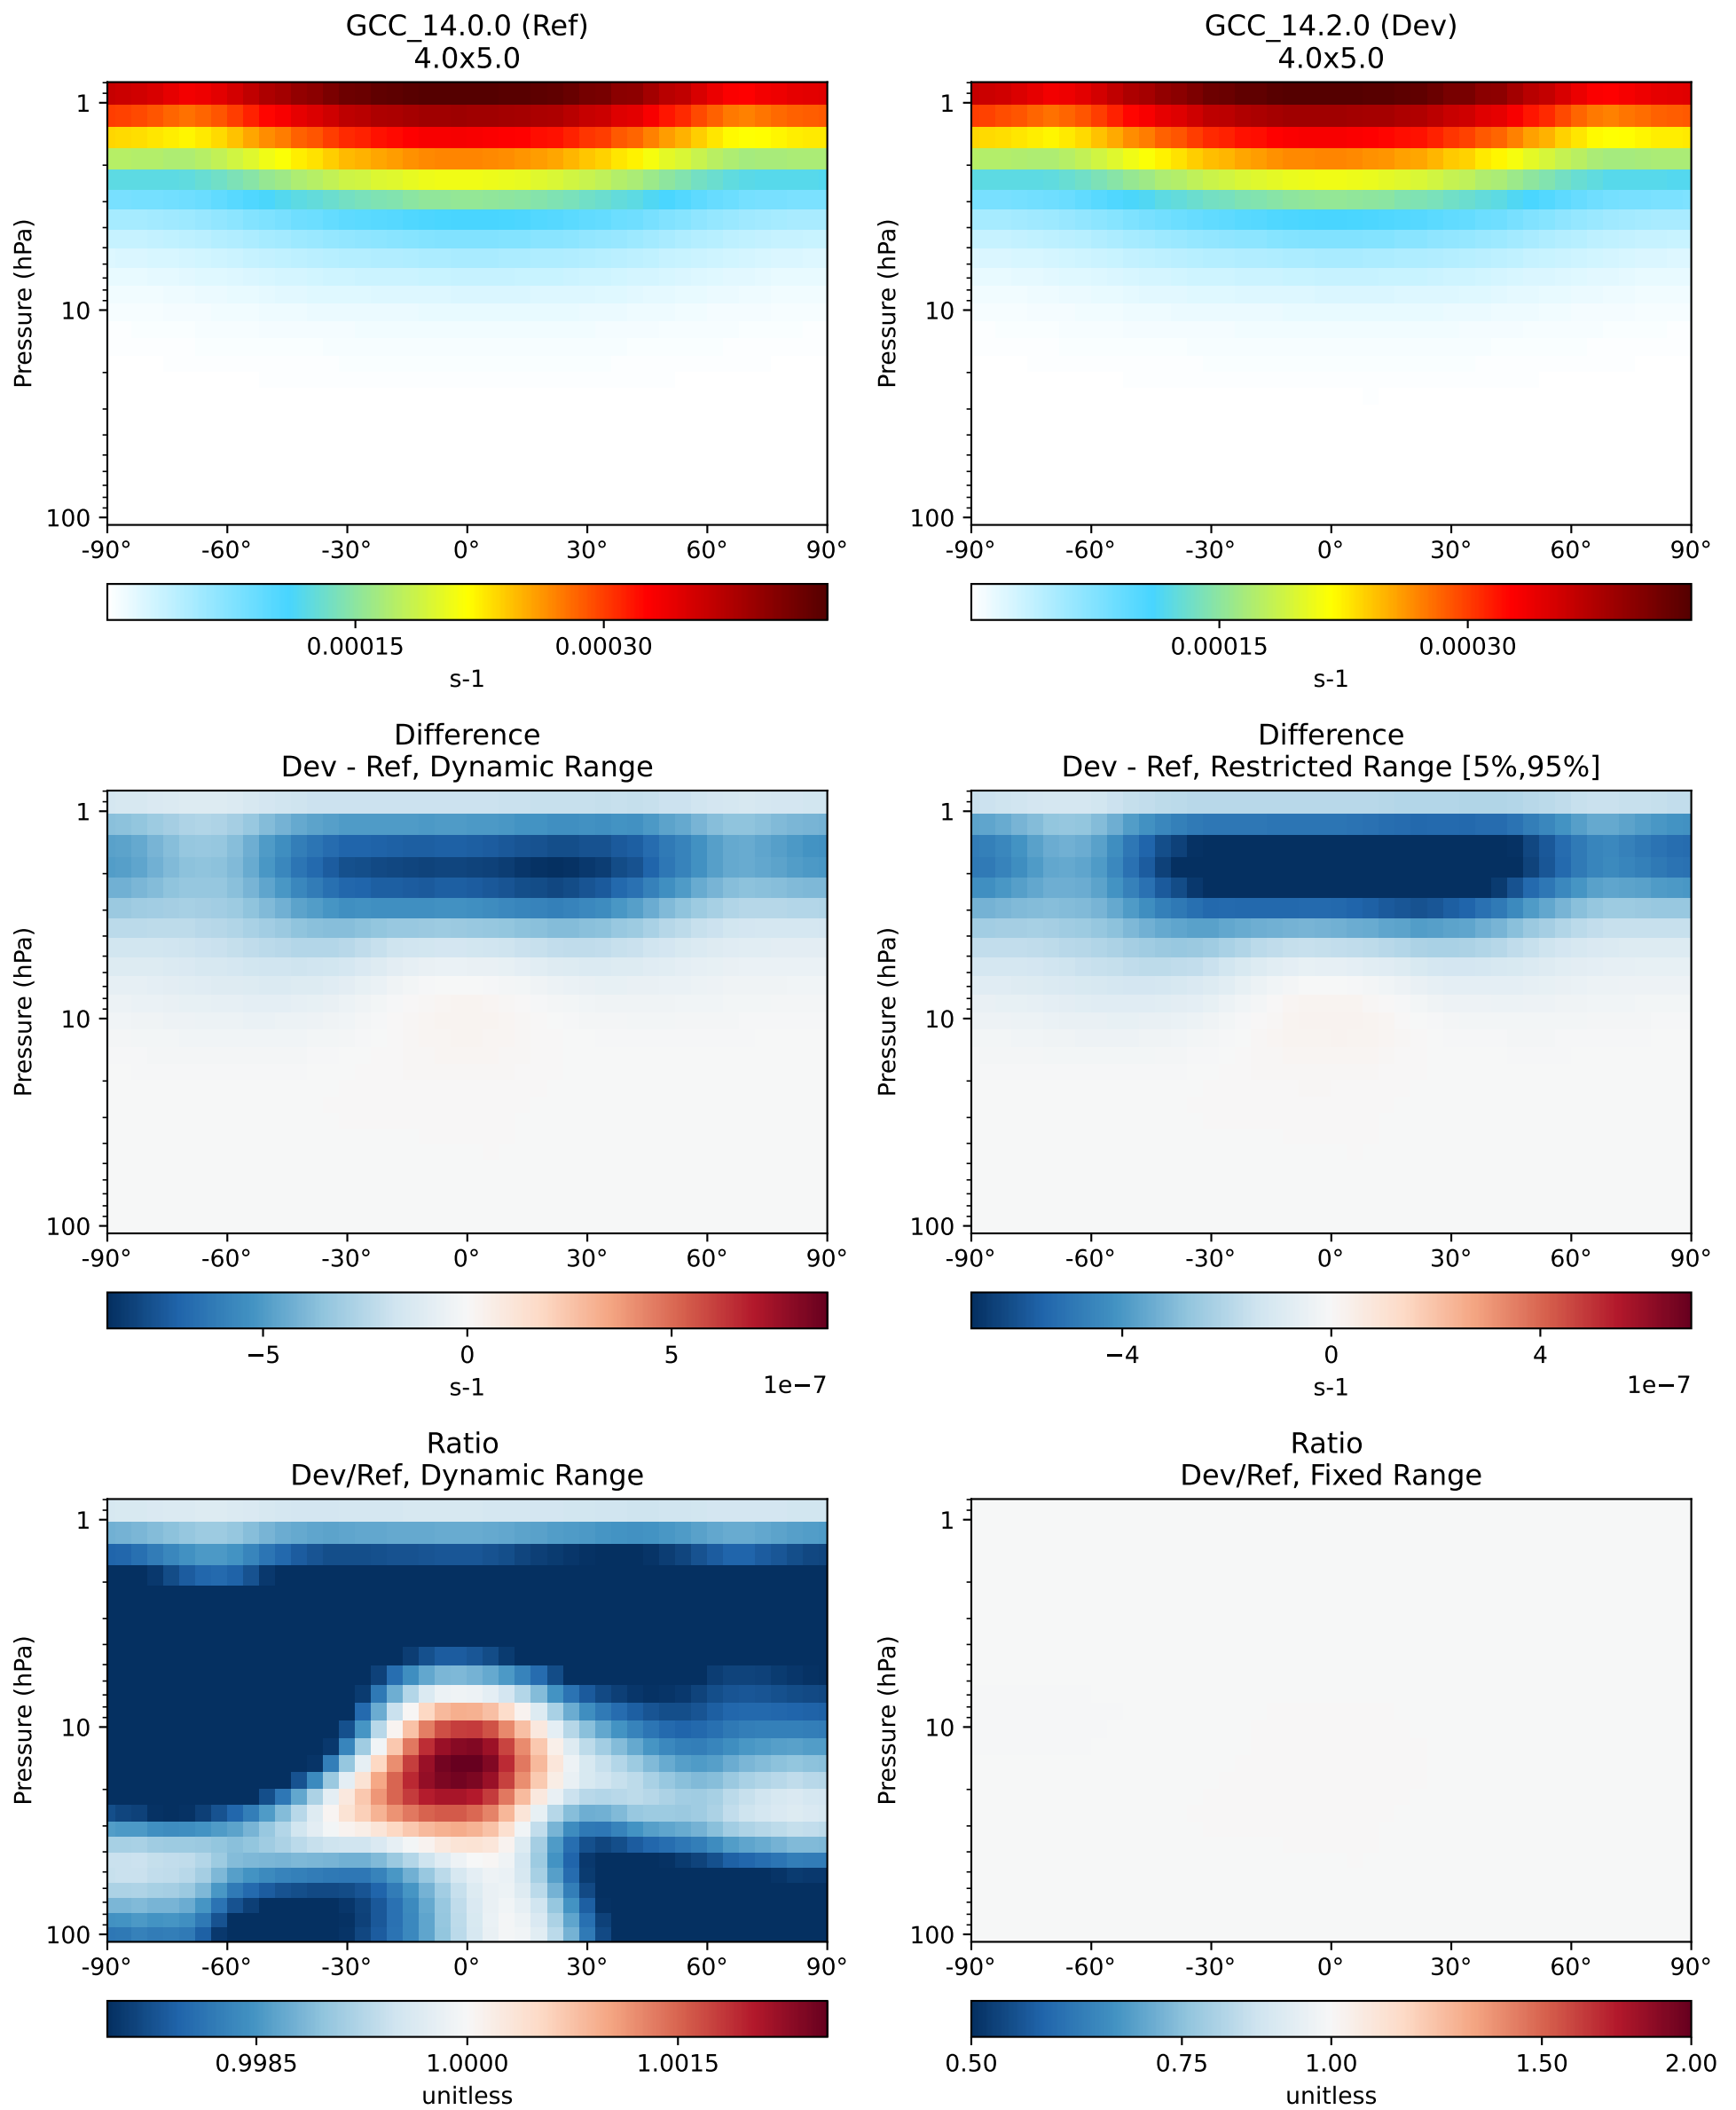 GCC_14.0.0 (Ref)
4.0x5.0
GCC_14.2.0 (Dev)
4.0x5.0
Pressure (hPa)
1
10
100
-90° -60° -30° 0° 30° 60° 90°
0.00015 0.00030
s-1
Pressure (hPa)
1
10
100
-90° -60° -30° 0° 30° 60° 90°
0.00015 0.00030
s-1
Difference
Dev - Ref, Dynamic Range
Difference
Dev - Ref, Restricted Range [5%,95%]
Pressure (hPa)
1
10
100
-90° -60° -30° 0° 30° 60° 90°
−5 0 5
s-1 1e−7
Pressure (hPa)
1
10
100
-90° -60° -30° 0° 30° 60° 90°
−4 0 4
s-1 1e−7
Ratio
Dev/Ref, Dynamic Range
Ratio
Dev/Ref, Fixed Range
Pressure (hPa)
1
10
100
-90° -60° -30° 0° 30° 60° 90°
0.9985 1.0000 1.0015
unitless
Pressure (hPa)
1
10
100
-90° -60° -30° 0° 30° 60° 90°
0.50 0.75 1.00 1.50 2.00
unitless